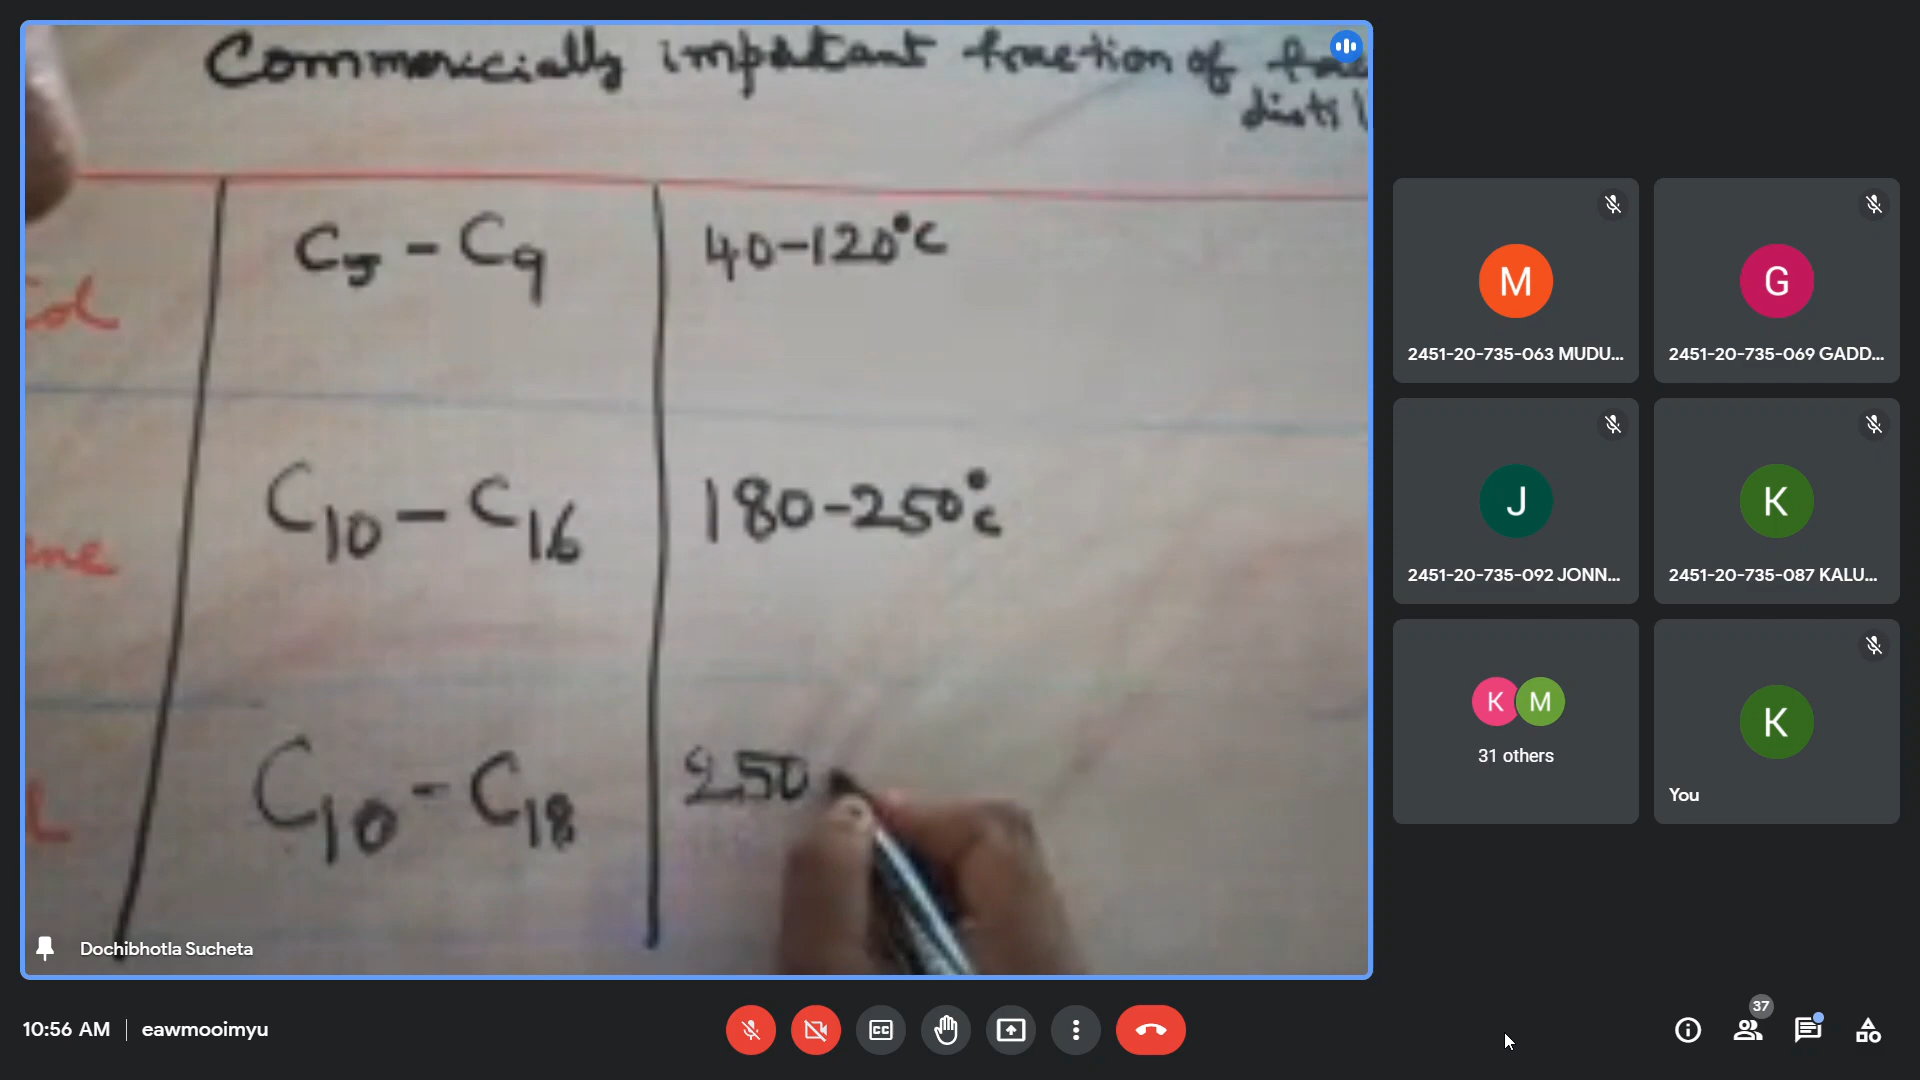 Commercially important fraction of
C5 - C9 40-120°C
C10 - C16 180-250°C
ene
C10 - C18 250
Dochibhotla Sucheta
2451-20-735-063 MUDU...
2451-20-735-069 GADD...
2451-20-735-092 JONN...
2451-20-735-087 KALU...
M
G
J
K
K M
31 others
K
You
10:56 AM | eawmooimyu
CC
37